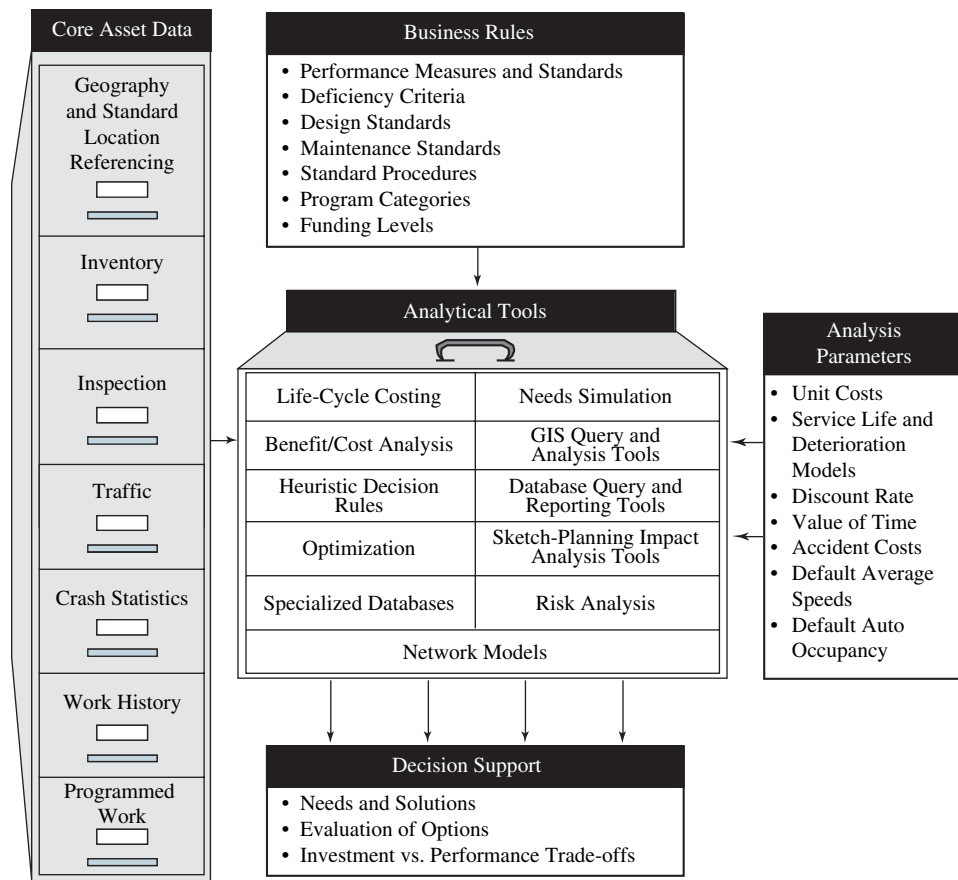 Core Asset Data
Geography
and Standard
Location
Referencing
Inventory
Inspection
Traffic
Crash Statistics
Work History
Programmed
Work
Business Rules
• Performance Measures and Standards
• Deficiency Criteria
• Design Standards
• Maintenance Standards
• Standard Procedures
• Program Categories
• Funding Levels
Analytical Tools
Life-Cycle Costing
Needs Simulation
Benefit/Cost Analysis
GIS Query and
Analysis Tools
Heuristic Decision
Rules
Database Query and
Reporting Tools
Optimization
Sketch-Planning Impact
Analysis Tools
Specialized Databases
Risk Analysis
Network Models
Analysis
Parameters
• Unit Costs
• Service Life and
Deterioration
Models
• Discount Rate
• Value of Time
• Accident Costs
• Default Average
Speeds
• Default Auto
Occupancy
Decision Support
• Needs and Solutions
• Evaluation of Options
• Investment vs. Performance Trade-offs